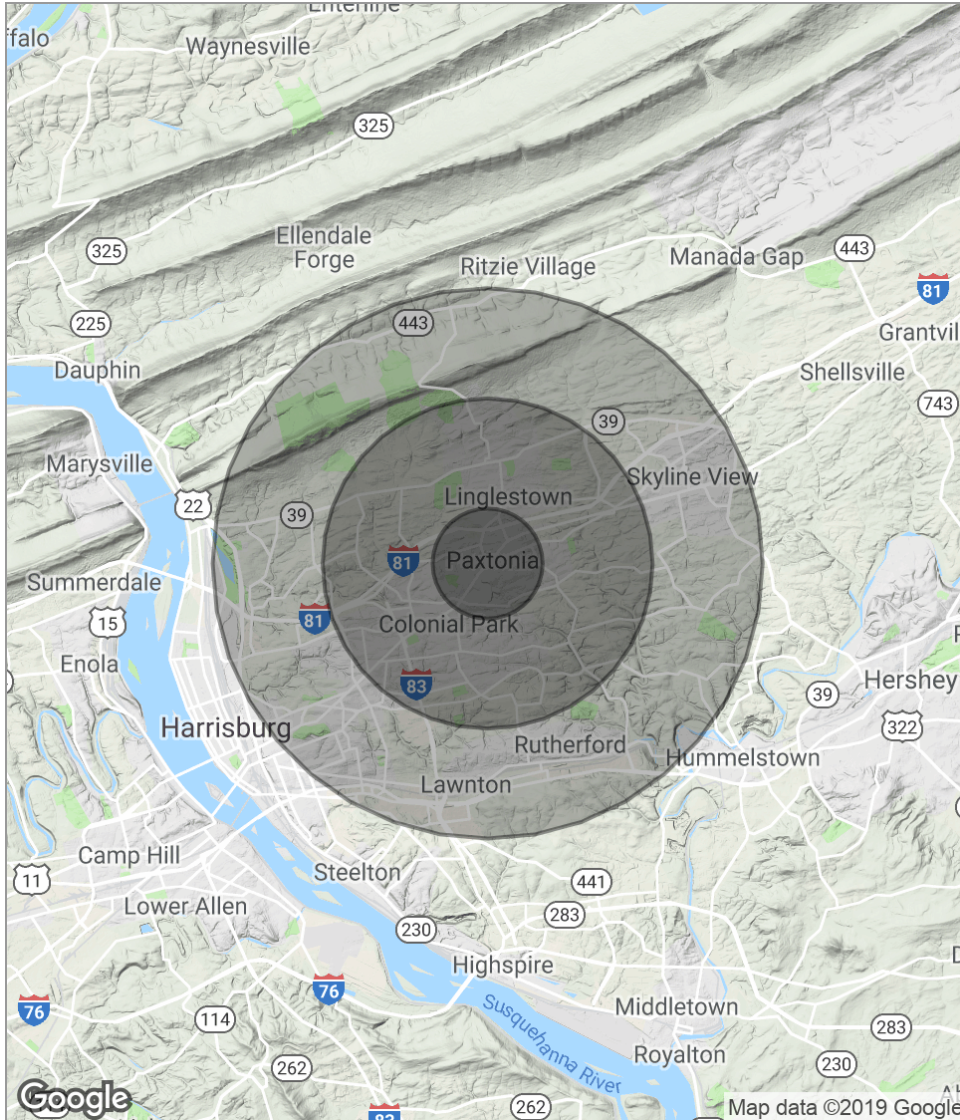 Enterline
ffalo
Waynesville
325
325
Ellendale
Forge
Ritzie Village
Manada Gap
443
81
225
443
Grantvil
Dauphin
Shellsville
743
39
Marysville
Skyline View
22
Linglestown
39
81
Paxtonia
Summerdale
15
81
Colonial Park
Enola
83
Hershey
39
322
Harrisburg
Rutherford
Hummelstown
Lawnton
Camp Hill
11
Steelton
441
Lower Allen
283
230
Highspire
76
76
Middletown
114
Susquehanna River
283
Royalton
262
230
Google
262
83
Map data ©2019 Google